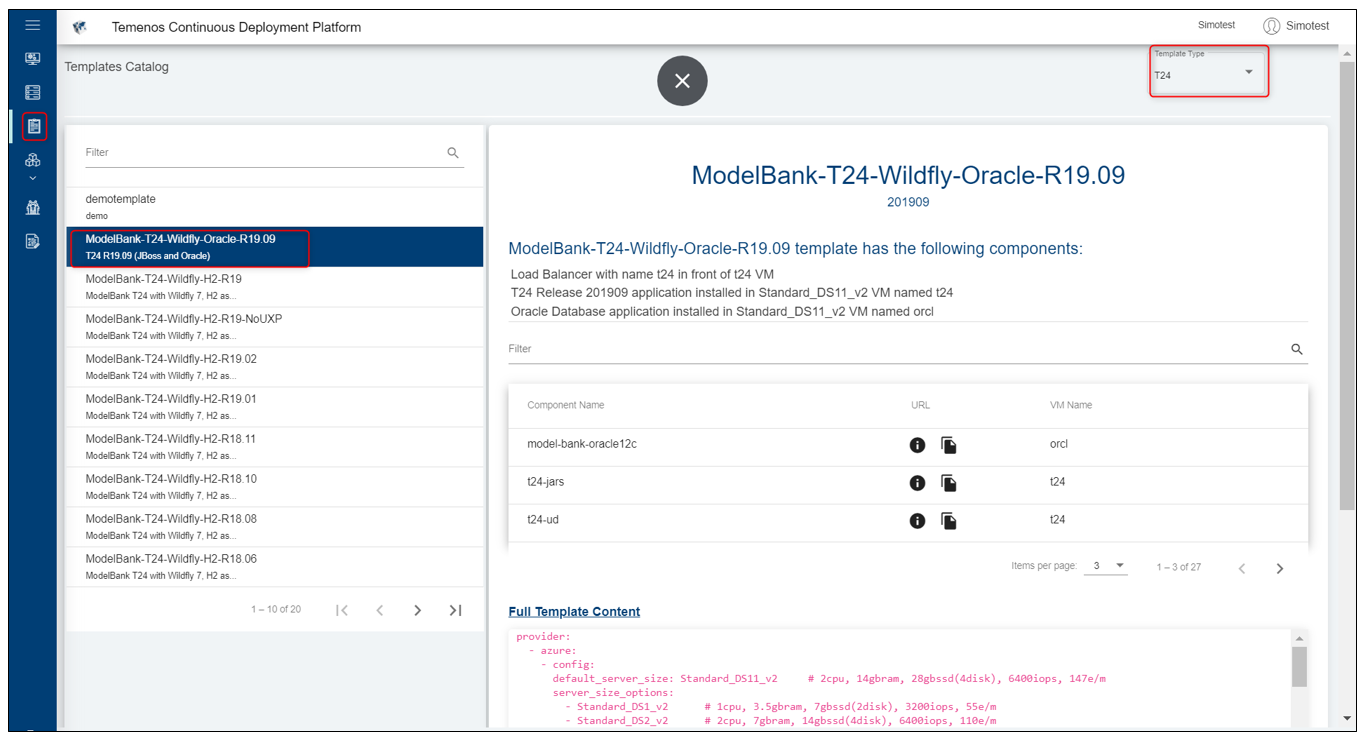 Temenos Continuous Deployment Platform
Simotest
Simotest
Templates Catalog
Template Type
T24
Filter
demotemplate
demo
ModelBank-T24-Wildfly-Oracle-R19.09
T24 R19.09 (JBoss and Oracle)
ModelBank-T24-Wildfly-H2-R19
ModelBank T24 with Wildfly 7, H2 as...
ModelBank-T24-Wildfly-H2-R19-NoUXP
ModelBank T24 with Wildfly 7, H2 as...
ModelBank-T24-Wildfly-H2-R19.02
ModelBank T24 with Wildfly 7, H2 as...
ModelBank-T24-Wildfly-H2-R19.01
ModelBank T24 with Wildfly 7, H2 as...
ModelBank-T24-Wildfly-H2-R18.11
ModelBank T24 with Wildfly 7, H2 as...
ModelBank-T24-Wildfly-H2-R18.10
ModelBank T24 with Wildfly 7, H2 as...
ModelBank-T24-Wildfly-H2-R18.08
ModelBank T24 with Wildfly 7, H2 as...
ModelBank-T24-Wildfly-H2-R18.06
ModelBank T24 with Wildfly 7, H2 as...
1 – 10 of 20
ModelBank-T24-Wildfly-Oracle-R19.09
201909
ModelBank-T24-Wildfly-Oracle-R19.09 template has the following components:
Load Balancer with name t24 in front of t24 VM
T24 Release 201909 application installed in Standard_DS11_v2 VM named t24
Oracle Database application installed in Standard_DS11_v2 VM named orcl
Filter
Component Name URL VM Name
model-bank-oracle12c orcl
t24-jars t24
t24-ud t24
Items per page: 3 1 – 3 of 27
Full Template Content
provider:
- azure:
- config:
default_server_size: Standard_DS11_v2 # 2cpu, 14gbram, 28gbssd(4disk), 6400iops, 147e/m
server_size_options:
- Standard_DS1_v2 # 1cpu, 3.5gbram, 7gbssd(2disk), 3200iops, 55e/m
- Standard_DS2_v2 # 2cpu, 7gbram, 14gbssd(4disk), 6400iops, 110e/m